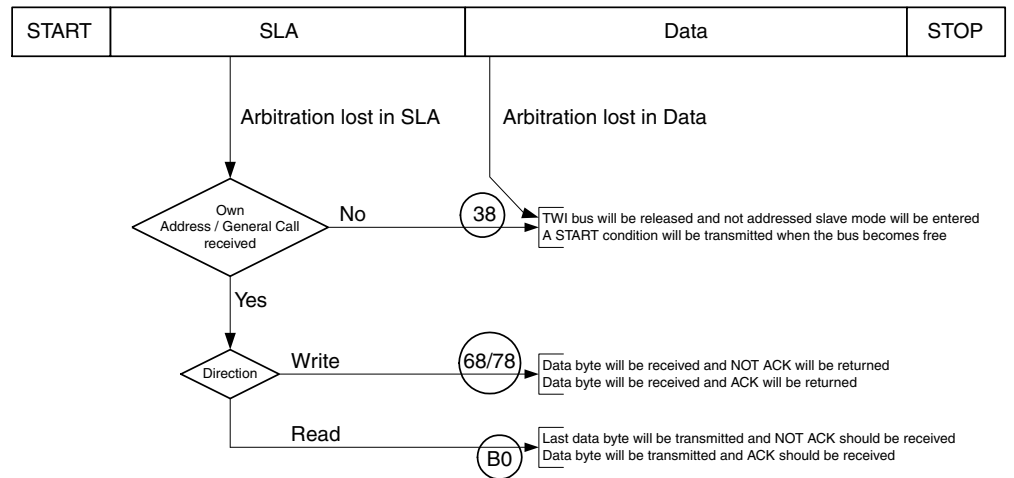 START SLA Data STOP
Arbitration lost in SLA Arbitration lost in Data
Own
Address / General Call
received
No
38
TWI bus will be released and not addressed slave mode will be entered
A START condition will be transmitted when the bus becomes free
Yes
Direction
Write
68/78
Data byte will be received and NOT ACK will be returned
Data byte will be received and ACK will be returned
Read
B0
Last data byte will be transmitted and NOT ACK should be received
Data byte will be transmitted and ACK should be received